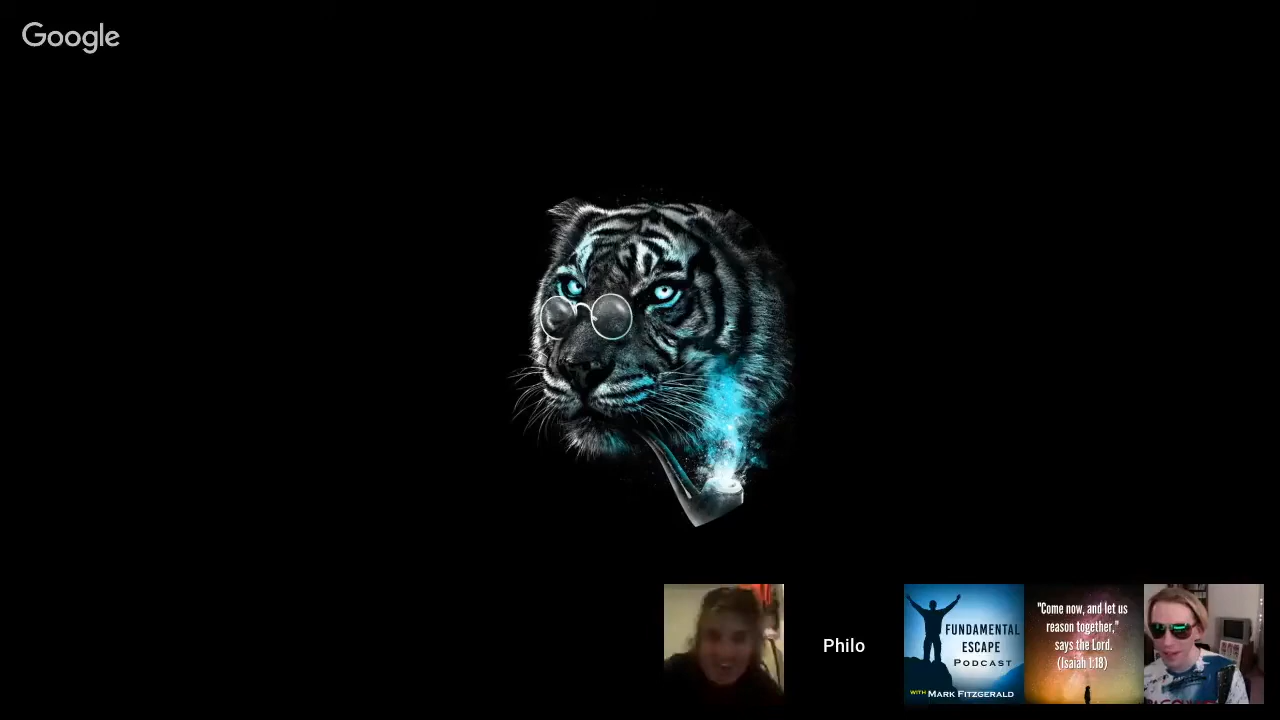 Google
Philo
FUNDAMENTAL
ESCAPE
PODCAST
WITH MARK FITZGERALD
"Come now, and let us
reason together,"
says the Lord.
(Isaiah 1:18)